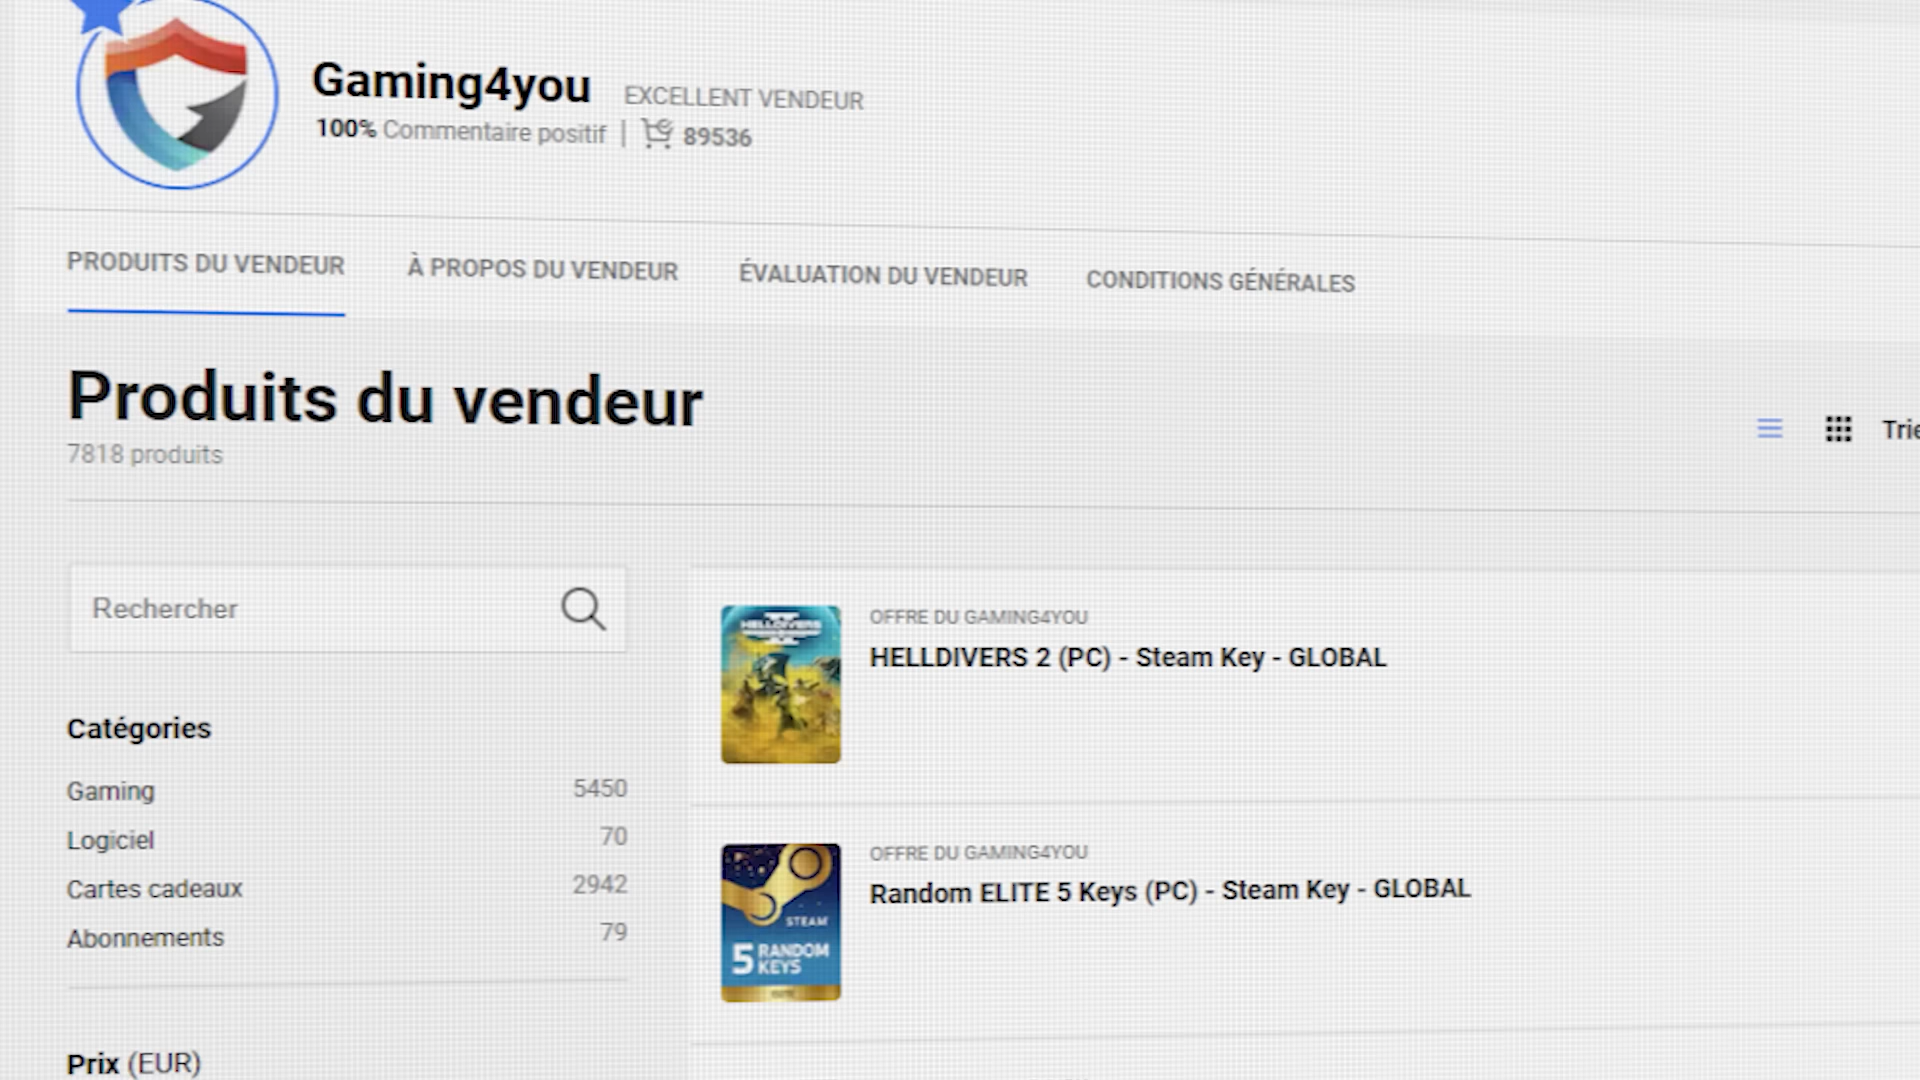 Gaming4you EXCELLENT VENDEUR
100% Commentaire positif | 89536
PRODUITS DU VENDEUR À PROPOS DU VENDEUR ÉVALUATION DU VENDEUR CONDITIONS GÉNÉRALES
Produits du vendeur
7818 produits
Trie
Rechercher
OFFRE DU GAMING4YOU
HELLDIVERS
HELLDIVERS 2 (PC) - Steam Key - GLOBAL
Catégories
Gaming 5450
Logiciel 70
Cartes cadeaux 2942
Abonnements 79
OFFRE DU GAMING4YOU
Random ELITE 5 Keys (PC) - Steam Key - GLOBAL
STEAM
5 RANDOM
KEYS
Prix (EUR)